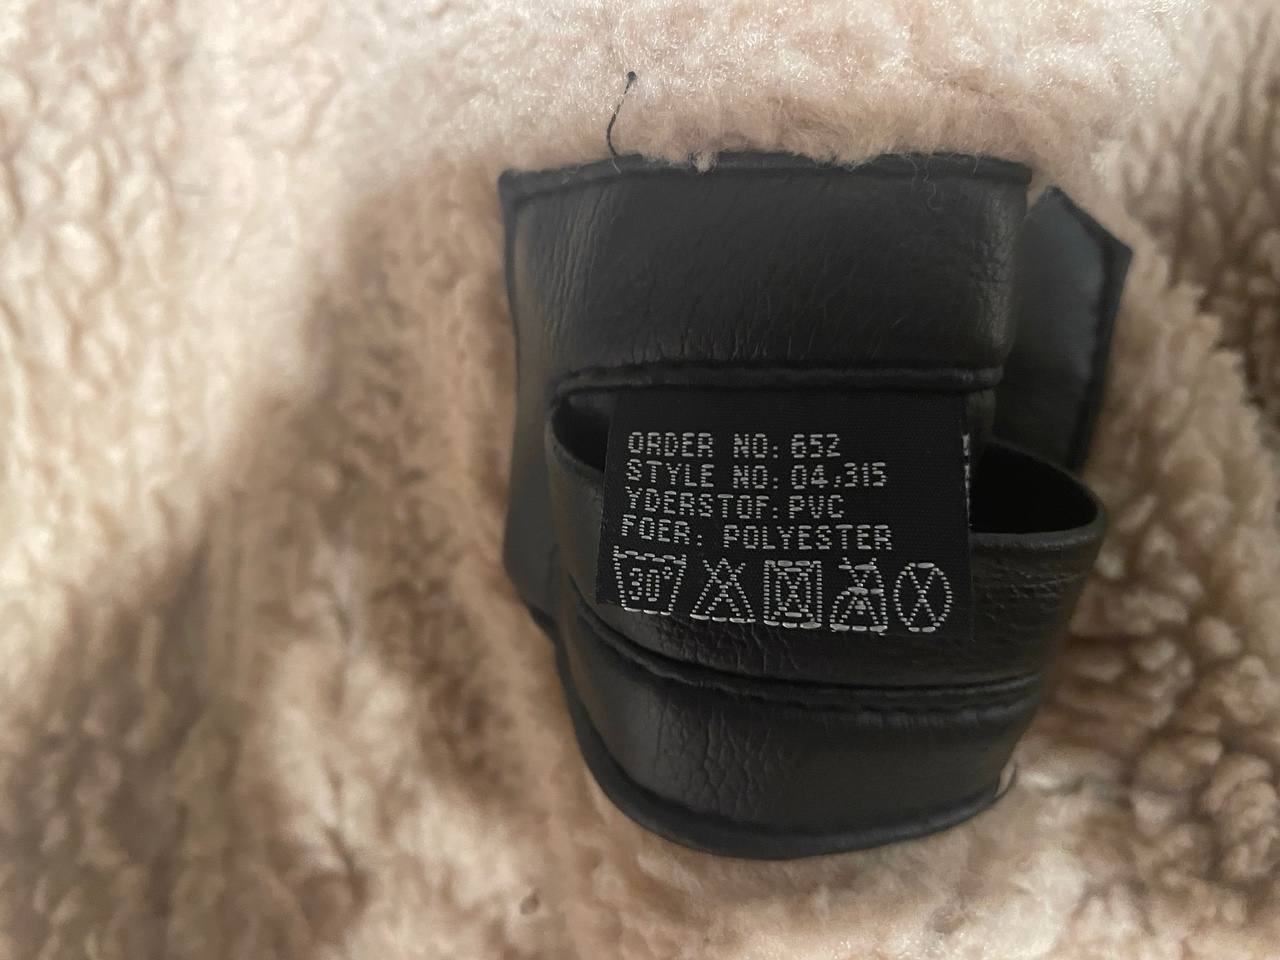 ORDER NO: 652
STYLE NO: 04.315
YDERSTOF: PVC
FOER: POLYESTER
30°